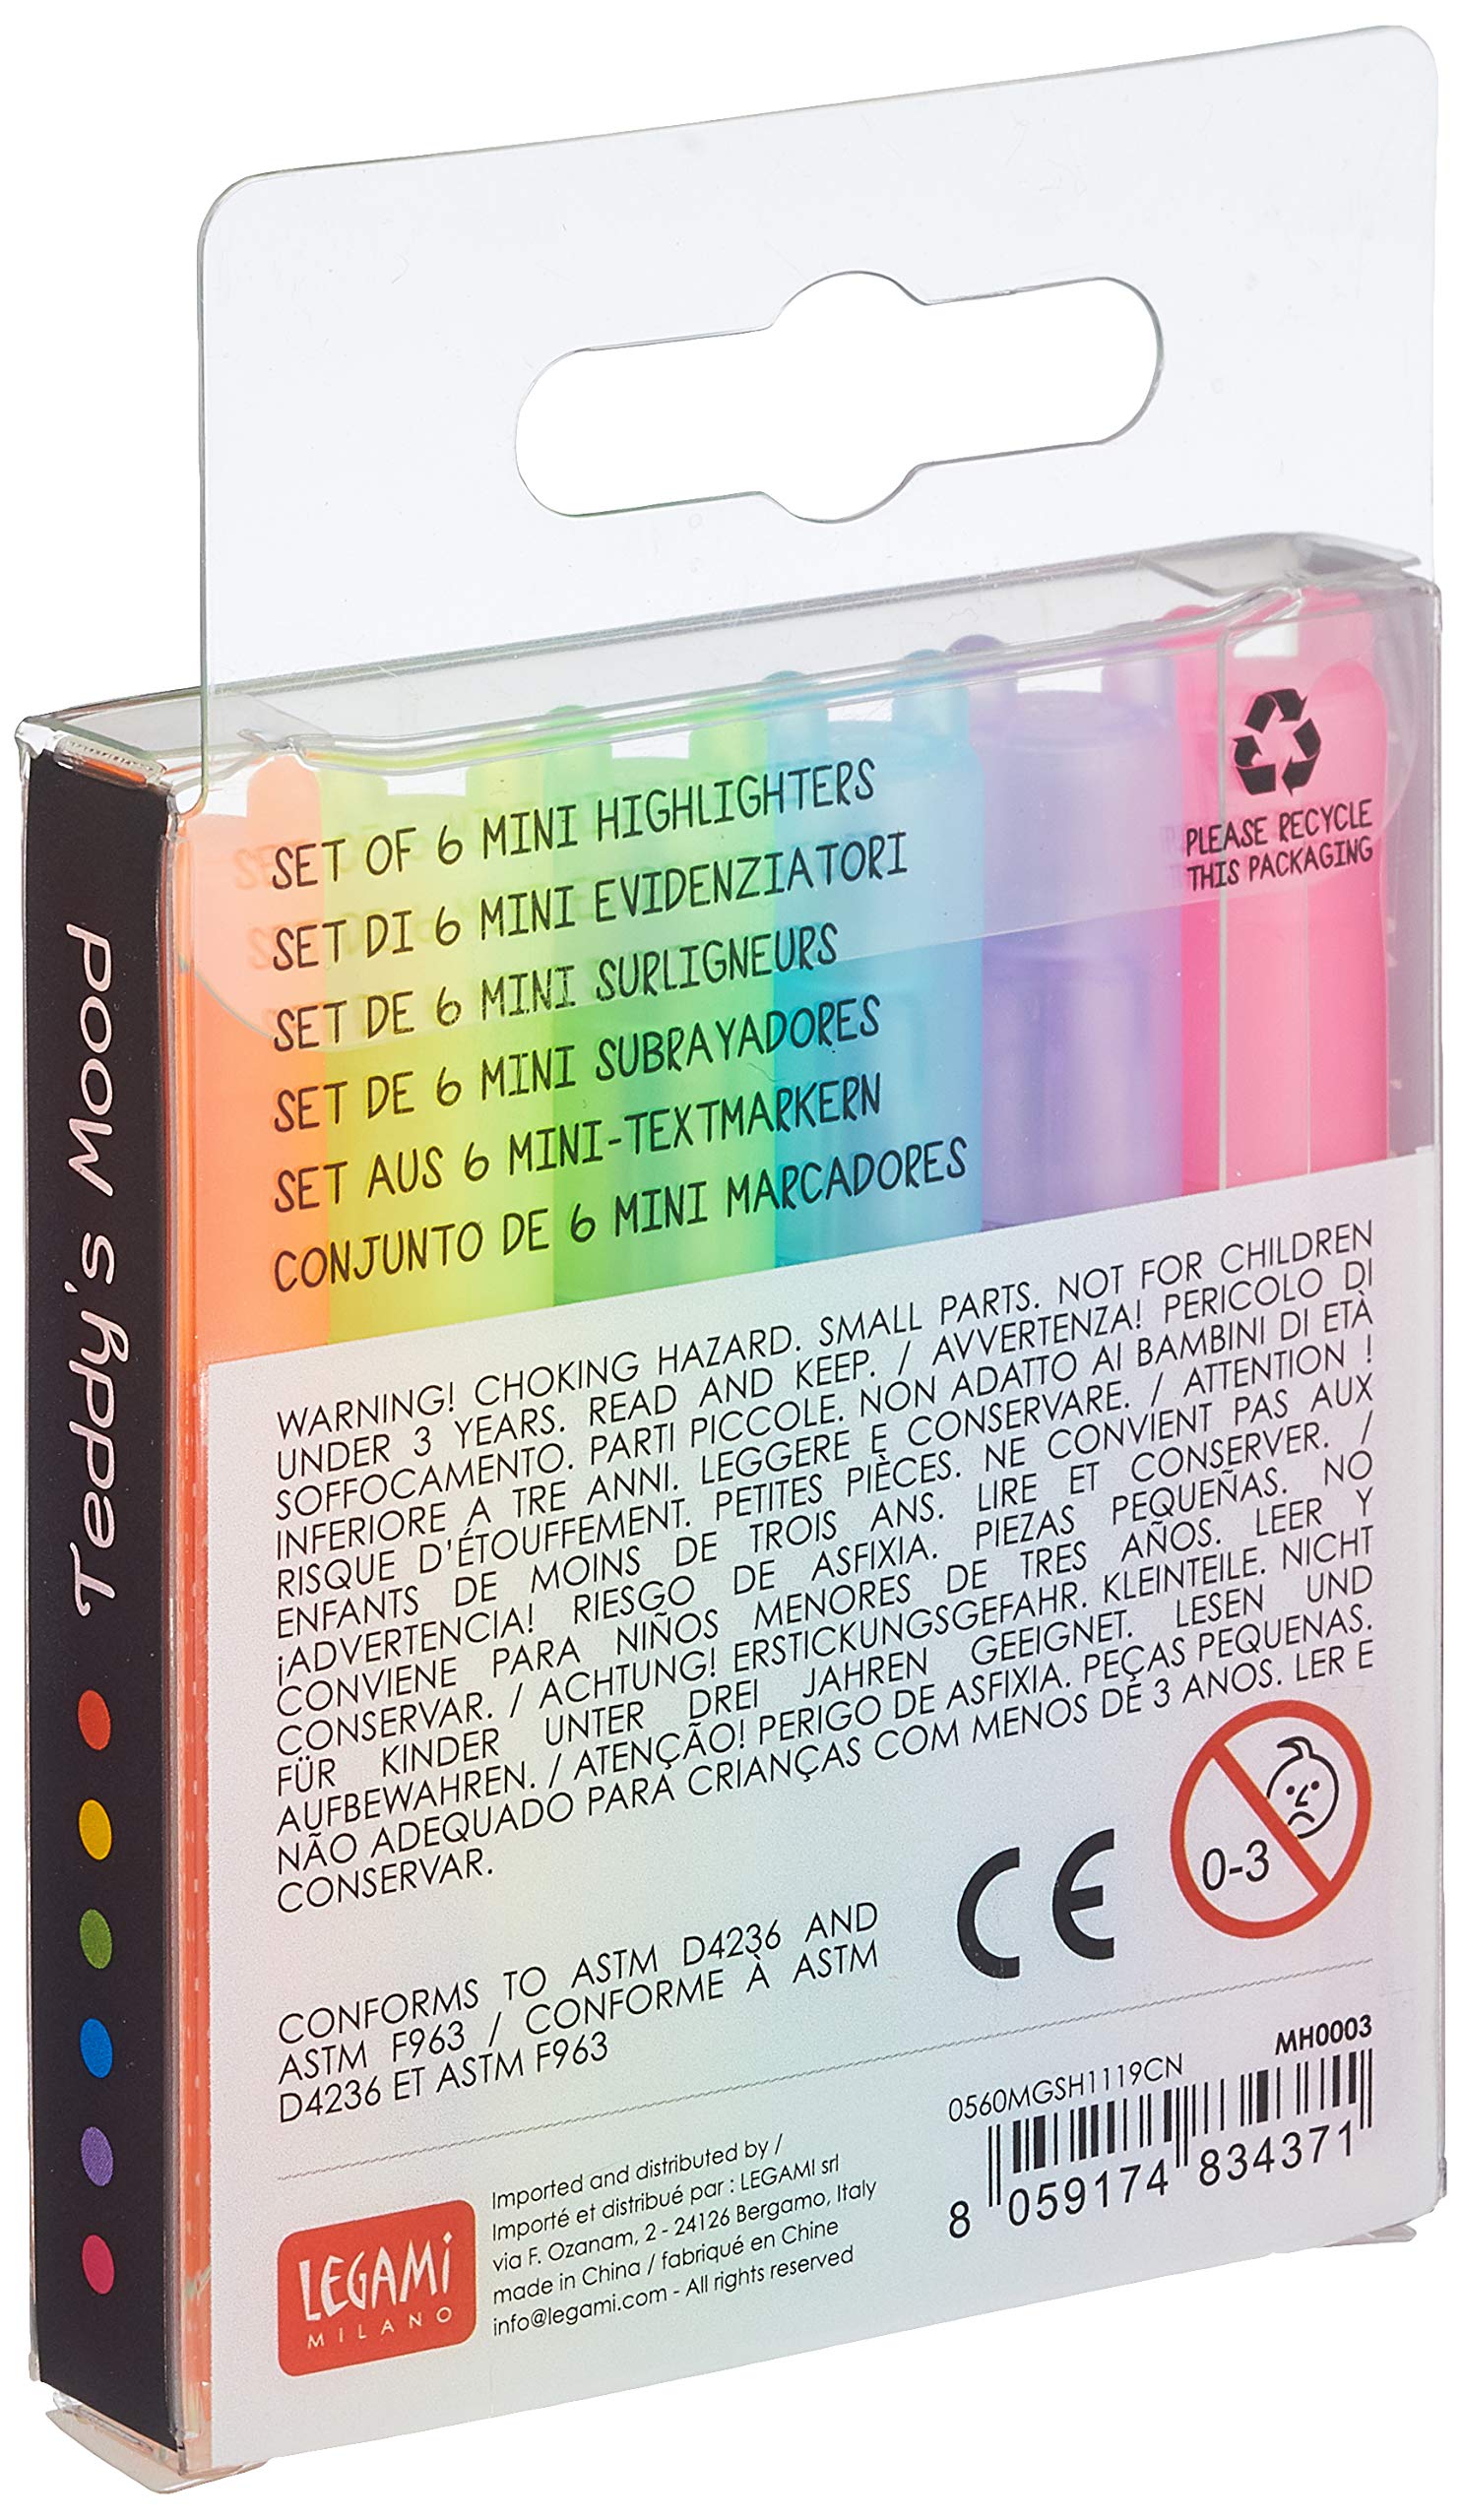 Teddy's Mood
SET OF 6 MINI HIGHLIGHTERS
SET DI 6 MINI EVIDENZIATORI
SET DE 6 MINI SURLIGNEURS
SET DE 6 MINI SUBRAYADORES
SET AUS 6 MINI-TEXTMARKERN
CONJUNTO DE 6 MINI MARCADORES
PLEASE RECYCLE
THIS PACKAGING
WARNING! CHOKING HAZARD. SMALL PARTS. NOT FOR CHILDREN
UNDER 3 YEARS. READ AND KEEP. / AVVERTENZA! PERICOLO DI
SOFFOCAMENTO. PARTI PICCOLE. NON ADATTO AI BAMBINI DI ETÀ
INFERIORE A TRE ANNI. LEGGERE E CONSERVARE. / ATTENTION !
RISQUE D'ÉTOUFFEMENT. PETITES PIÈCES. NE CONVIENT PAS AUX
ENFANTS DE MOINS DE TROIS ANS. LIRE ET CONSERVER. /
¡ADVERTENCIA! RIESGO DE ASFIXIA. PIEZAS PEQUEÑAS. NO
CONVIENE PARA NIÑOS MENORES DE TRES AÑOS. LEER Y
CONSERVAR. / ACHTUNG! ERSTICKUNGSGEFAHR. KLEINTEILE. NICHT
FÜR KINDER UNTER DREI JAHREN GEEIGNET. LESEN UND
AUFBEWAHREN. / ATENÇÃO! PERIGO DE ASFIXIA. PEÇAS PEQUENAS.
NÃO ADEQUADO PARA CRIANÇAS COM MENOS DE 3 ANOS. LER E
CONSERVAR.
CE
0-3
CONFORMS TO ASTM D4236 AND
ASTM F963 / CONFORME À ASTM
D4236 ET ASTM F963
MH0003
0560MGSH1119CN
8 059174 834371
LEGAMi
MILANO
Imported and distributed by /
Importé et distribué par : LEGAMI srl
via F. Ozanam, 2 - 24126 Bergamo, Italy
made in China / fabriqué en Chine
info@legami.com - All rights reserved